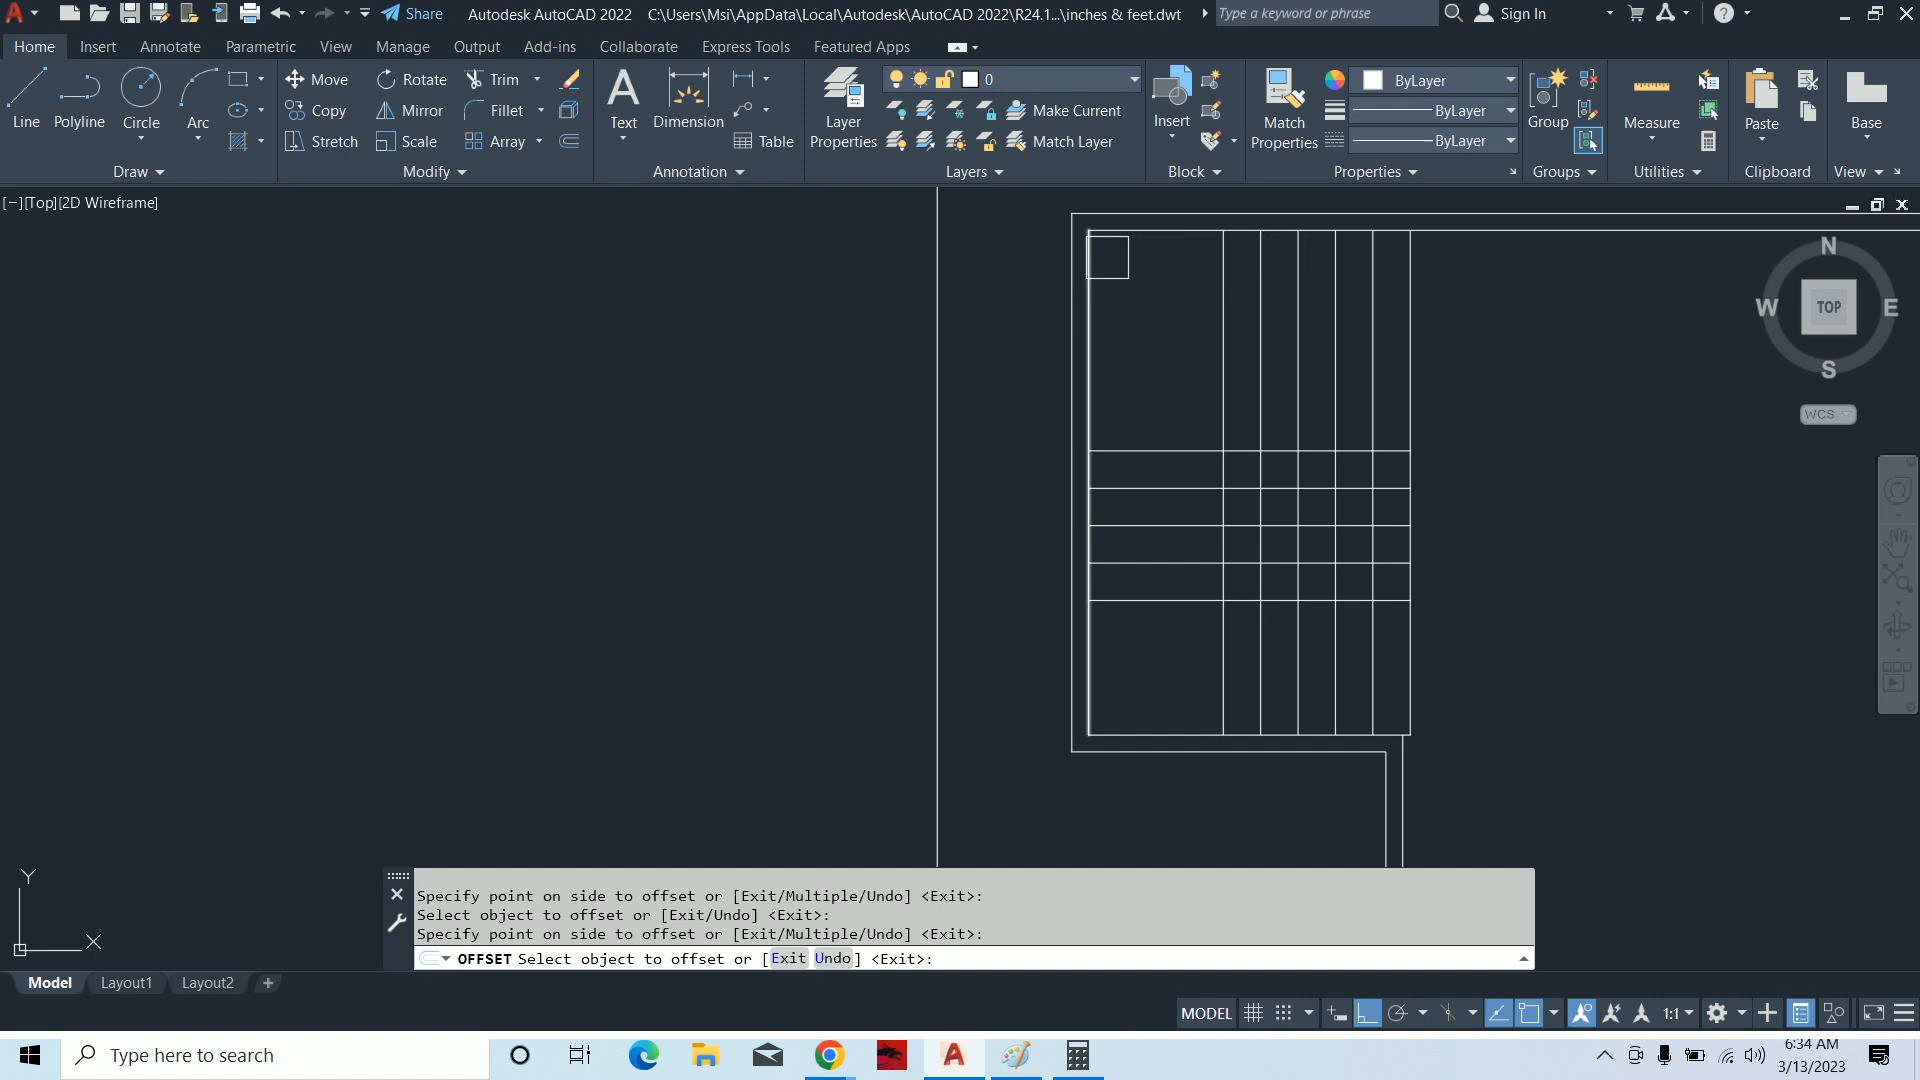 Share Autodesk AutoCAD 2022 C:\Users\Msi\AppData\Local\Autodesk\AutoCAD 2022\R24.1...\inches & feet.dwt Type a keyword or phrase Sign In
Home Insert Annotate Parametric View Manage Output Add-ins Collaborate Express Tools Featured Apps
Move Rotate Trim 0 ByLayer
Copy Mirror Fillet Make Current ByLayer
Line Polyline Circle Arc Text Dimension Layer Insert Match Group Measure Paste Base
Stretch Scale Array Table Properties Match Layer Properties ByLayer
Draw Modify Annotation Layers Block Properties Groups Utilities Clipboard View
[−][Top][2D Wireframe]
N
W TOP E
S
WCS
Y
X
Specify point on side to offset or [Exit/Multiple/Undo] <Exit>:
Select object to offset or [Exit/Undo] <Exit>:
Specify point on side to offset or [Exit/Multiple/Undo] <Exit>:
OFFSET Select object to offset or [Exit Undo] <Exit>:
Model Layout1 Layout2 +
MODEL 1:1
Type here to search
6:34 AM
3/13/2023